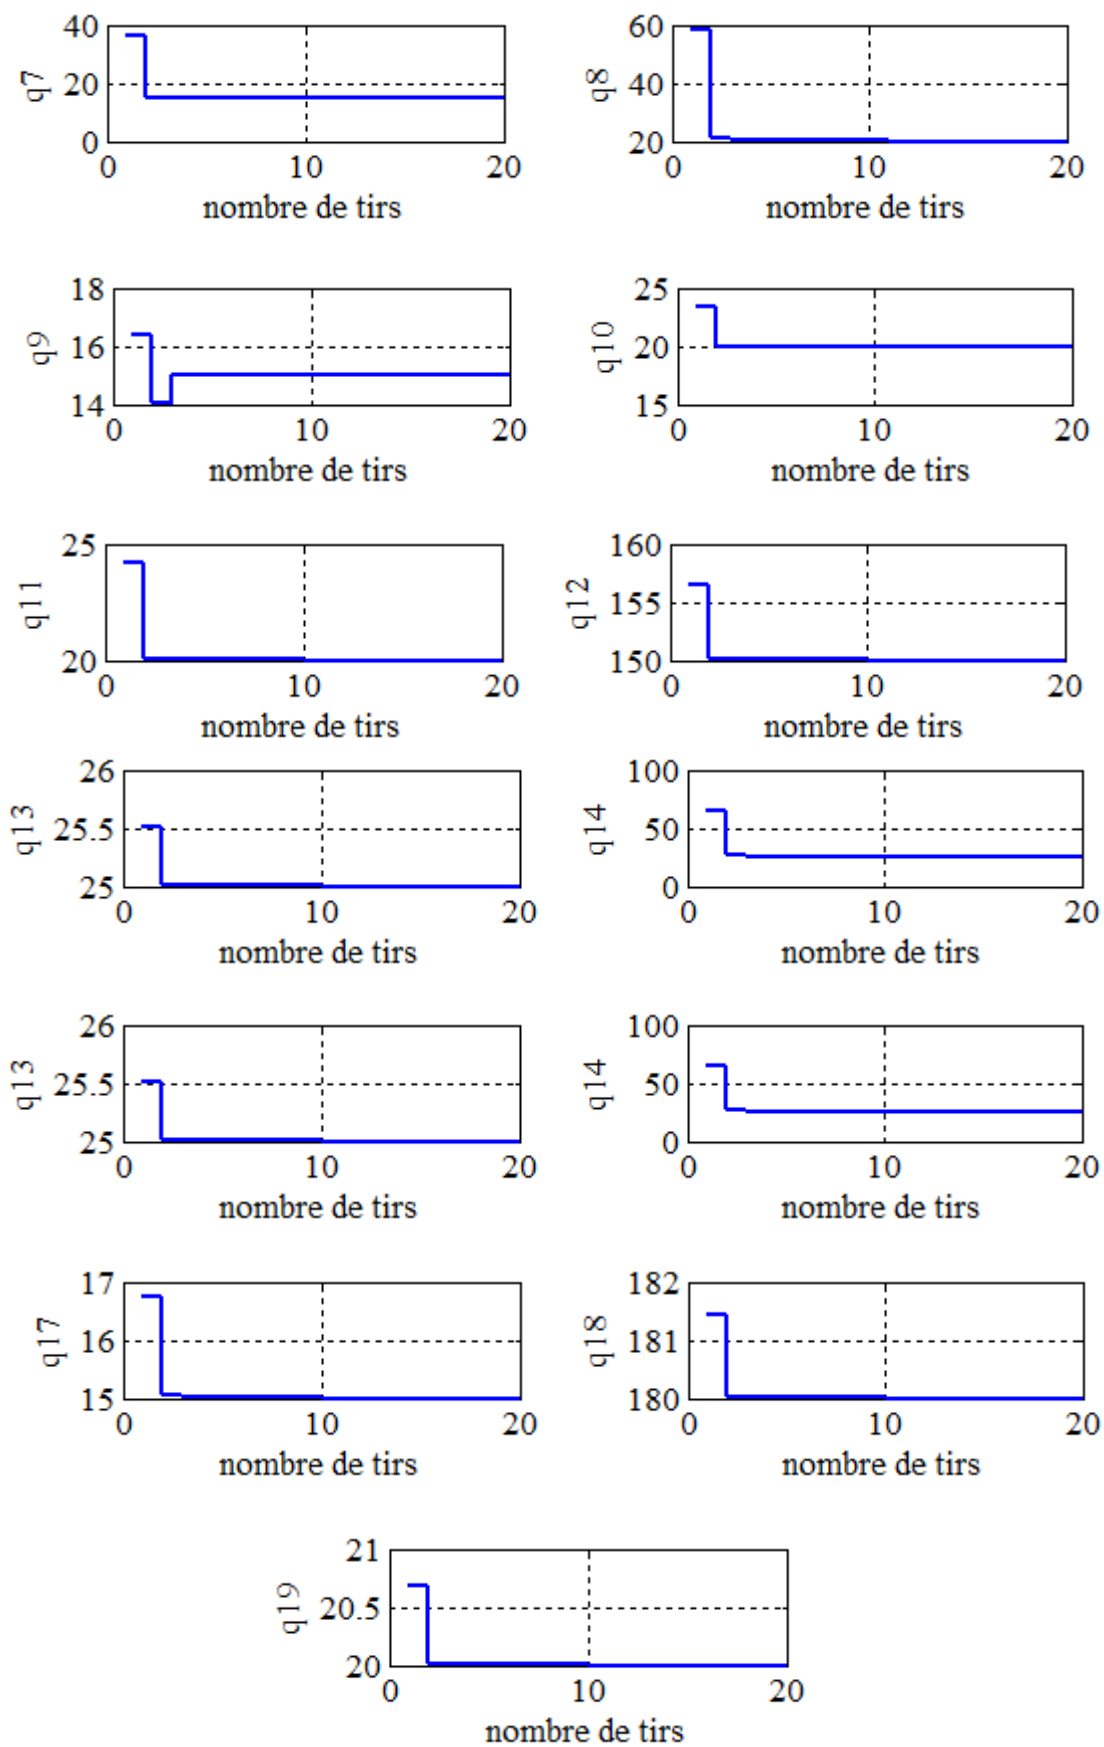 40 60
q7 20 q8 40
0 20
0 10 20 0 10 20
nombre de tirs nombre de tirs
18 25
q9 16 q10 20
14 15
0 10 20 0 10 20
nombre de tirs nombre de tirs
25 160
q11 q12 155
20 150
0 10 20 0 10 20
nombre de tirs nombre de tirs
26 100
q13 25.5 q14 50
25 0
0 10 20 0 10 20
nombre de tirs nombre de tirs
26 100
q13 25.5 q14 50
25 0
0 10 20 0 10 20
nombre de tirs nombre de tirs
17 182
q17 16 q18 181
15 180
0 10 20 0 10 20
nombre de tirs nombre de tirs
21
q19 20.5
20
0 10 20
nombre de tirs